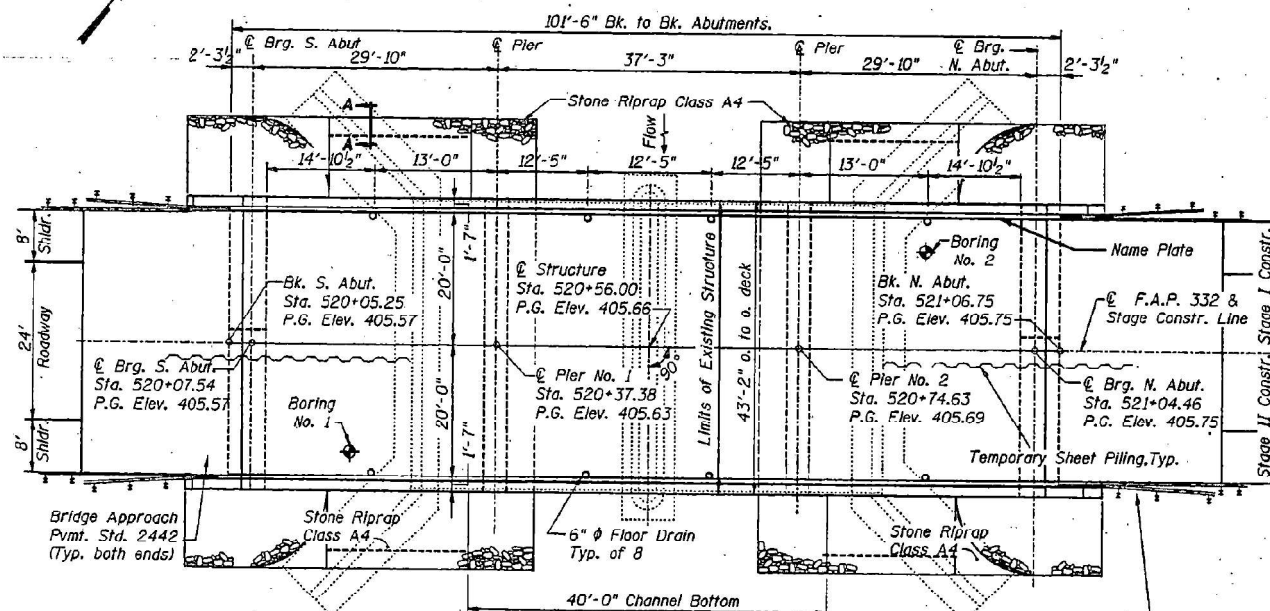 101'-6" Bk. to Bk. Abutments.
2'-3½"
℄ Brg. S. Abut
29'-10"
℄ Pier
37'-3"
℄ Pier
29'-10"
℄ Brg.
N. Abut.
2'-3½"
A
A
Stone Riprap Class A4
Flow
14'-10½"
13'-0"
12'-5"
12'-5"
12'-5"
13'-0"
14'-10½"
8'
Shldr.
24'
Roadway
8'
Shldr.
1'-7"
20'-0"
20'-0"
1'-7"
Bk. S. Abut.
Sta. 520+05.25
P.G. Elev. 405.57
℄ Structure
Sta. 520+56.00
P.G. Elev. 405.66
Limits of Existing Structure
43'-2" o. to o. deck
Boring
No. 2
Name Plate
Bk. N. Abut.
Sta. 521+06.75
P.G. Elev. 405.75
℄ F.A.P. 332 &
Stage Constr. Line
Stage I Constr.
Stage II Constr.
90°
℄ Brg. S. Abut.
Sta. 520+07.54
P.G. Elev. 405.57
Boring
No. 1
℄ Pier No. 1
Sta. 520+37.38
P.G. Elev. 405.63
℄ Pier No. 2
Sta. 520+74.63
P.G. Elev. 405.69
℄ Brg. N. Abut.
Sta. 521+04.46
P.G. Elev. 405.75
Temporary Sheet Piling, Typ.
Bridge Approach
Pvmt. Std. 2442
(Typ. both ends)
Stone Riprap
Class A4
6" ϕ Floor Drain
Typ. of 8
Stone Riprap
Class A4
40'-0" Channel Bottom